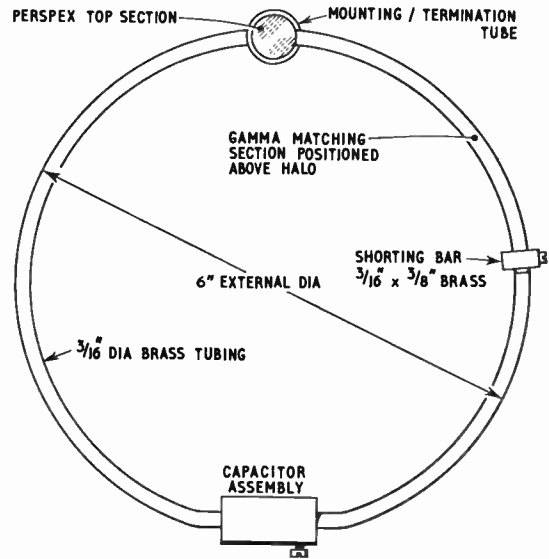 PERSPEX TOP SECTION
MOUNTING / TERMINATION
TUBE
GAMMA MATCHING
SECTION POSITIONED
ABOVE HALO
SHORTING BAR
3/16" x 3/8" BRASS
6" EXTERNAL DIA
3/16" DIA BRASS TUBING
CAPACITOR
ASSEMBLY